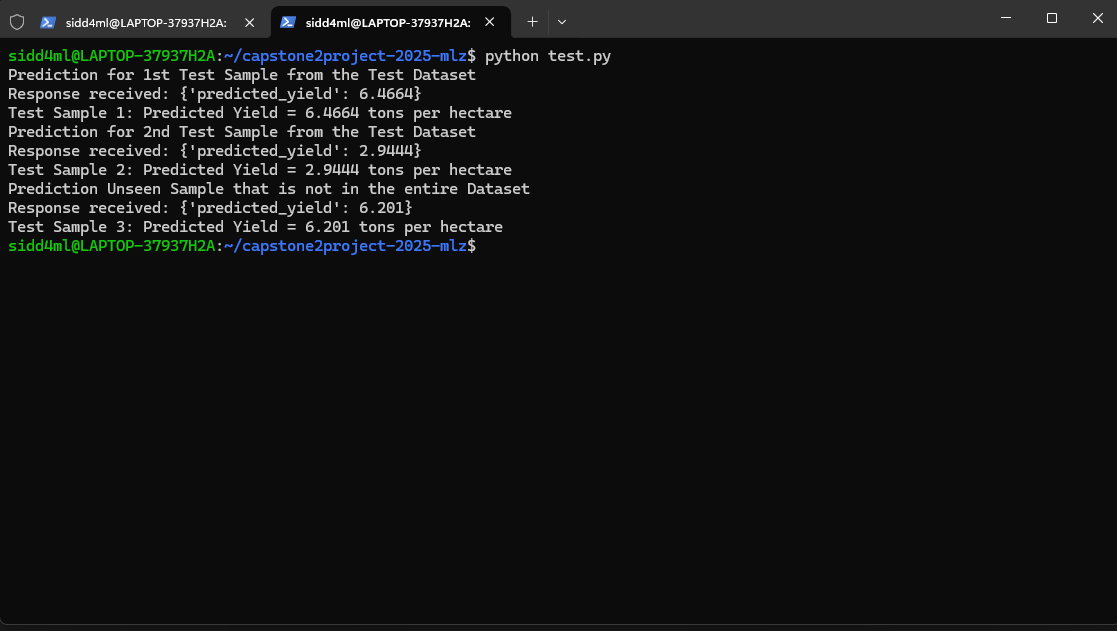 sidd4ml@LAPTOP-37937H2A: sidd4ml@LAPTOP-37937H2A:
sidd4ml@LAPTOP-37937H2A:~/capstone2project-2025-mlz$ python test.py
Prediction for 1st Test Sample from the Test Dataset
Response received: {'predicted_yield': 6.4664}
Test Sample 1: Predicted Yield = 6.4664 tons per hectare
Prediction for 2nd Test Sample from the Test Dataset
Response received: {'predicted_yield': 2.9444}
Test Sample 2: Predicted Yield = 2.9444 tons per hectare
Prediction Unseen Sample that is not in the entire Dataset
Response received: {'predicted_yield': 6.201}
Test Sample 3: Predicted Yield = 6.201 tons per hectare
sidd4ml@LAPTOP-37937H2A:~/capstone2project-2025-mlz$